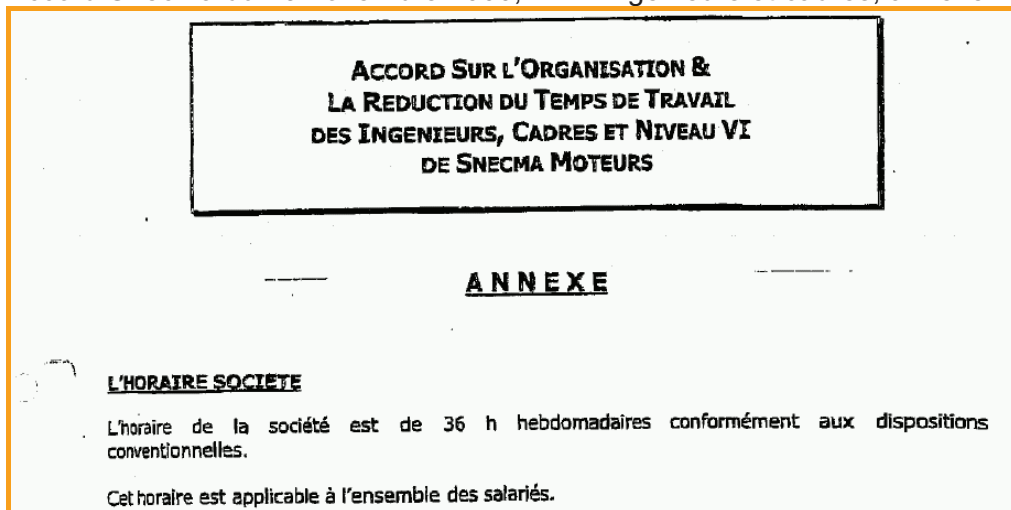 ACCORD SUR L'ORGANISATION &
LA REDUCTION DU TEMPS DE TRAVAIL
DES INGENIEURS, CADRES ET NIVEAU VI
DE SNECMA MOTEURS
ANNEXE
L'HORAIRE SOCIETE
L'horaire de la société est de 36 h hebdomadaires conformément aux dispositions
conventionnelles.
Cet horaire est applicable à l'ensemble des salariés.